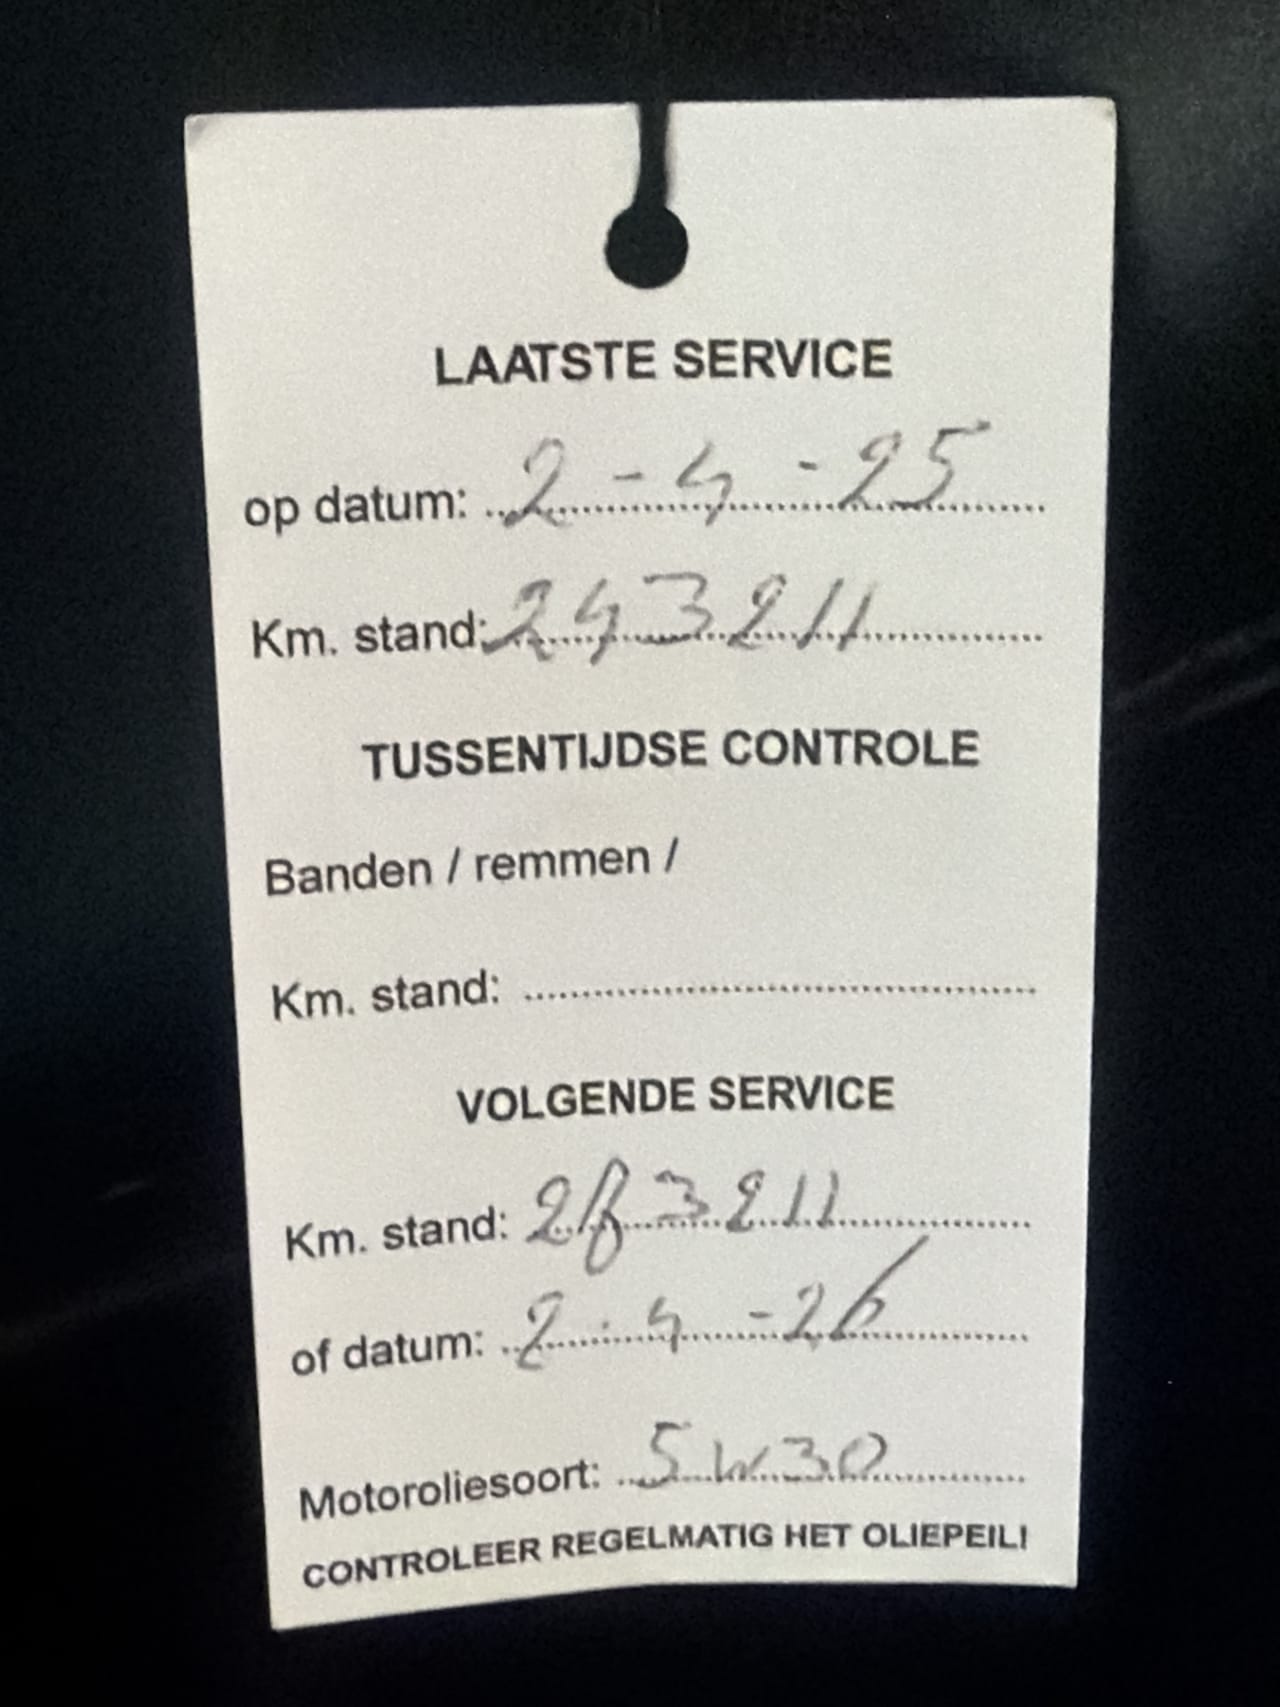 LAATSTE SERVICE
op datum: 2-4-25
Km. stand: 243211
TUSSENTIJDSE CONTROLE
Banden / remmen /
Km. stand:
VOLGENDE SERVICE
Km. stand:
of datum: 2-4-26
Motoroliesoort: 5W30
CONTROLEER REGELMATIG HET OLIEPEIL!